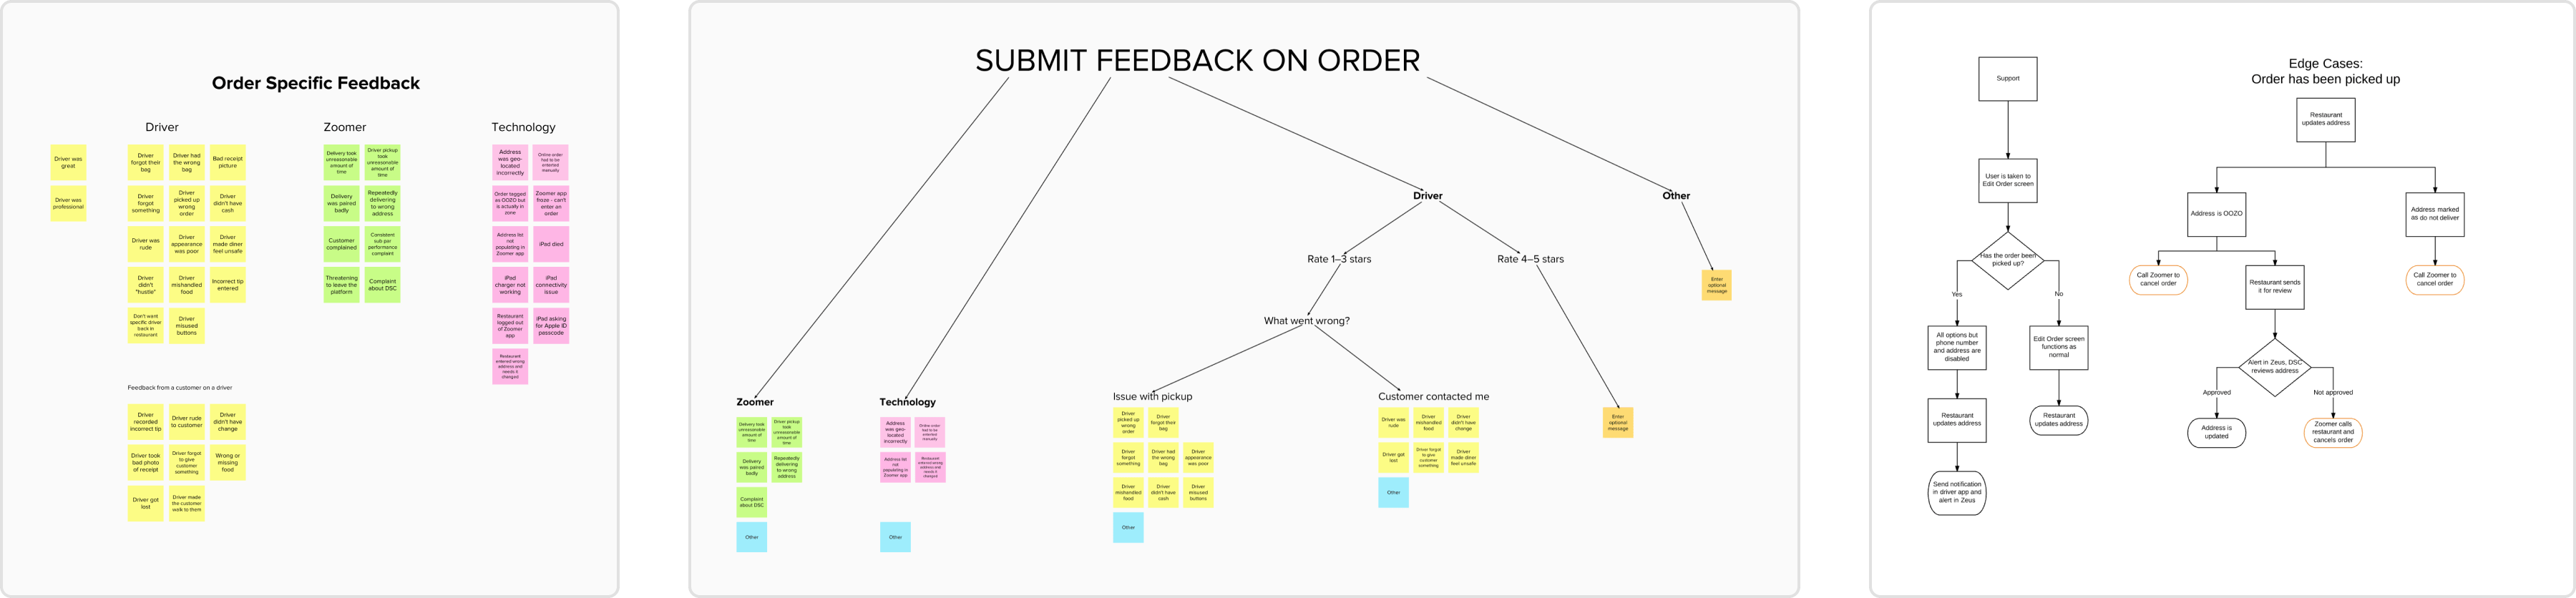 Order Specific Feedback
Driver
Zoomer
Technology
Driver was
great
Driver was
professional
Driver
forgot their
bag
Driver had
the wrong
bag
Bad receipt
picture
Driver
forgot
something
Driver
picked up
wrong
order
Driver
didn't have
cash
Driver was
rude
Driver
appearance
was poor
Driver
made diner
feel unsafe
Driver
didn't
"hustle"
Driver
mishandled
food
Incorrect tip
entered
Don't want
specific driver
back in
restaurant
Driver
misused
buttons
Delivery took
unreasonable
amount of
time
Driver pickup
took
unreasonable
amount of
time
Delivery
was paired
badly
Repeatedly
delivering
to wrong
address
Customer
complained
Consistent
sub par
performance
complaint
Threatening
to leave the
platform
Complaint
about DSC
Address
was geo-
located
incorrectly
Online order
had to be
entered
manually
Order tagged
as OOZO but
is actually in
zone
Zoomer app
froze - can't
enter an
order
Address list
not
populating in
Zoomer app
iPad died
iPad
charger not
working
iPad
connectivity
issue
Restaurant
logged out
of Zoomer
app
iPad asking
for Apple ID
passcode
Restaurant
entered wrong
address and
needs it
changed
Feedback from a customer on a driver
Driver
recorded
incorrect tip
Driver rude
to customer
Driver
didn't have
change
Driver took
bad photo
of receipt
Driver forgot
to give
customer
something
Wrong or
missing
food
Driver got
lost
Driver made
the customer
walk to them
SUBMIT FEEDBACK ON ORDER
Driver
Other
Rate 1–3 stars
Rate 4–5 stars
Enter
optional
message
What went wrong?
Zoomer
Technology
Issue with pickup
Customer contacted me
Delivery took
unreasonable
amount of
time
Driver pickup
took
unreasonable
amount of
time
Delivery
was paired
badly
Repeatedly
delivering
to wrong
address
Complaint
about DSC
Other
Address
was geo-
located
incorrectly
Online order
had to be
entered
manually
Address list
not
populating in
Zoomer app
Restaurant
entered wrong
address and
needs it
changed
Other
Driver
picked up
wrong
order
Driver
forgot their
bag
Driver
forgot
something
Driver had
the wrong
bag
Driver
appearance
was poor
Driver
mishandled
food
Driver
didn't have
cash
Driver
misused
buttons
Other
Driver was
rude
Driver
mishandled
food
Driver
didn't have
change
Driver got
lost
Driver forgot
to give
customer
something
Driver
made diner
feel unsafe
Other
Enter
optional
message
Support
User is taken to
Edit Order screen
Has the order been
picked up?
Yes
No
All options but
phone number
and address are
disabled
Edit Order screen
functions as
normal
Restaurant
updates address
Restaurant
updates address
Send notification
in driver app and
alert in Zeus
Edge Cases:
Order has been picked up
Restaurant
updates address
Address is OOZO
Address marked
as do not deliver
Call Zoomer to
cancel order
Restaurant sends
it for review
Call Zoomer to
cancel order
Alert in Zeus, DSC
reviews address
Approved
Not approved
Address is
updated
Zoomer calls
restaurant and
cancels order